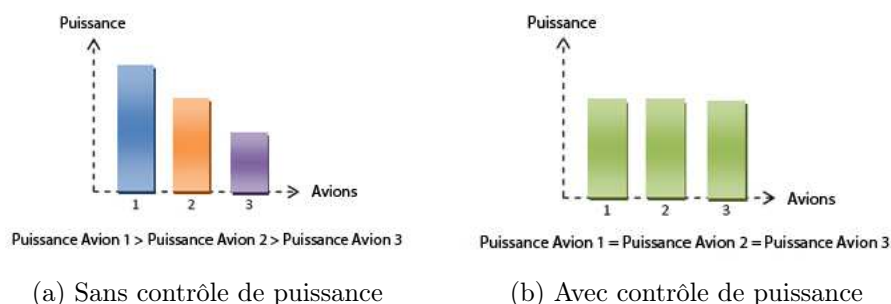 Puissance
Avions
1
2
3
Puissance Avion 1 > Puissance Avion 2 > Puissance Avion 3
(a) Sans contrôle de puissance
Puissance
Avions
1
2
3
Puissance Avion 1 = Puissance Avion 2 = Puissance Avion 3
(b) Avec contrôle de puissance